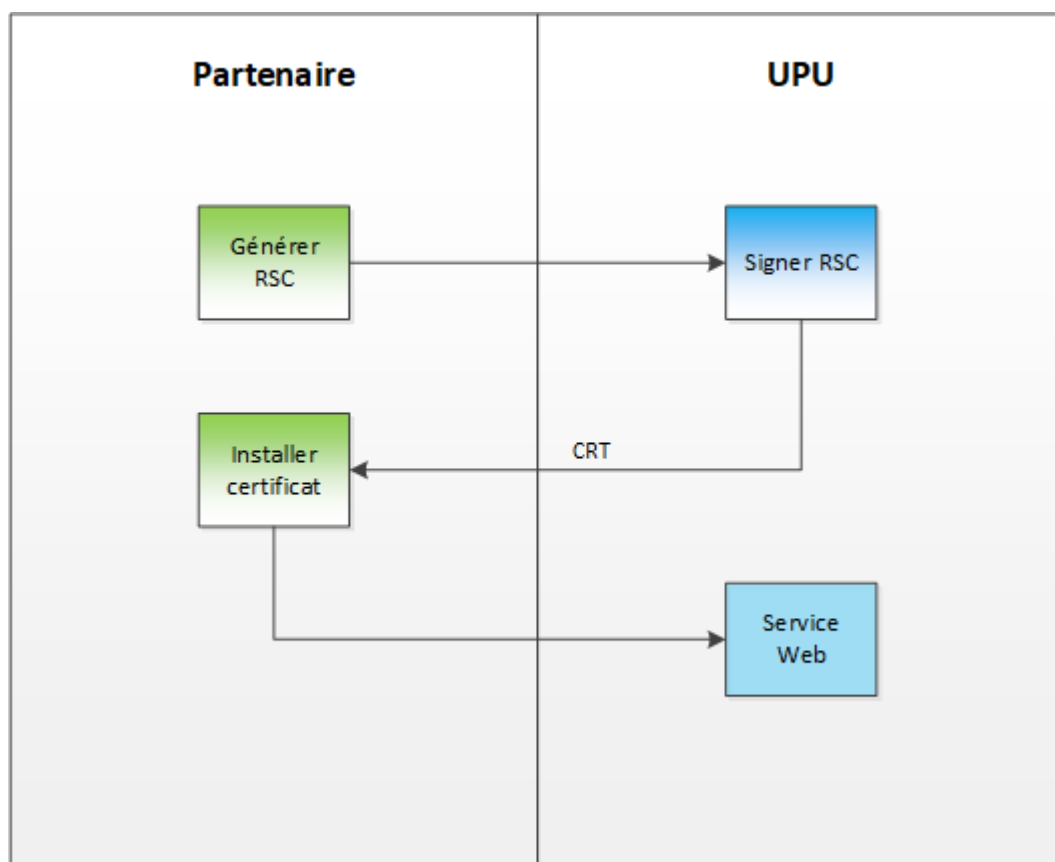 Partenaire
UPU
Générer
RSC
Signer RSC
CRT
Installer
certificat
Service
Web